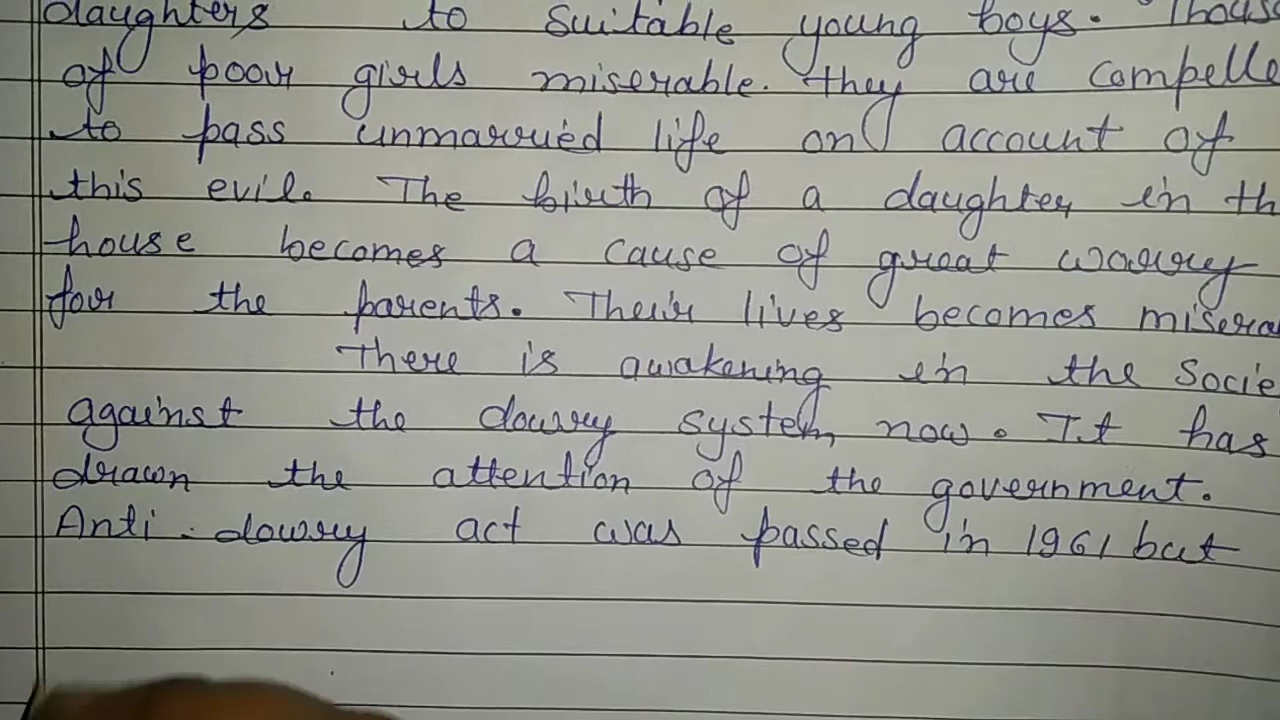 daughters to suitable young boys. Thous
of poor girls miserable. They are compelle
to pass unmarried life on account of
this evil. The birth of a daughter in th
house becomes a cause of great worry
for the parents. Their lives becomes misera
There is awakening in the Socie
against the dowry system now. It has
drawn the attention of the government.
Anti-dowry act was passed in 1961 but